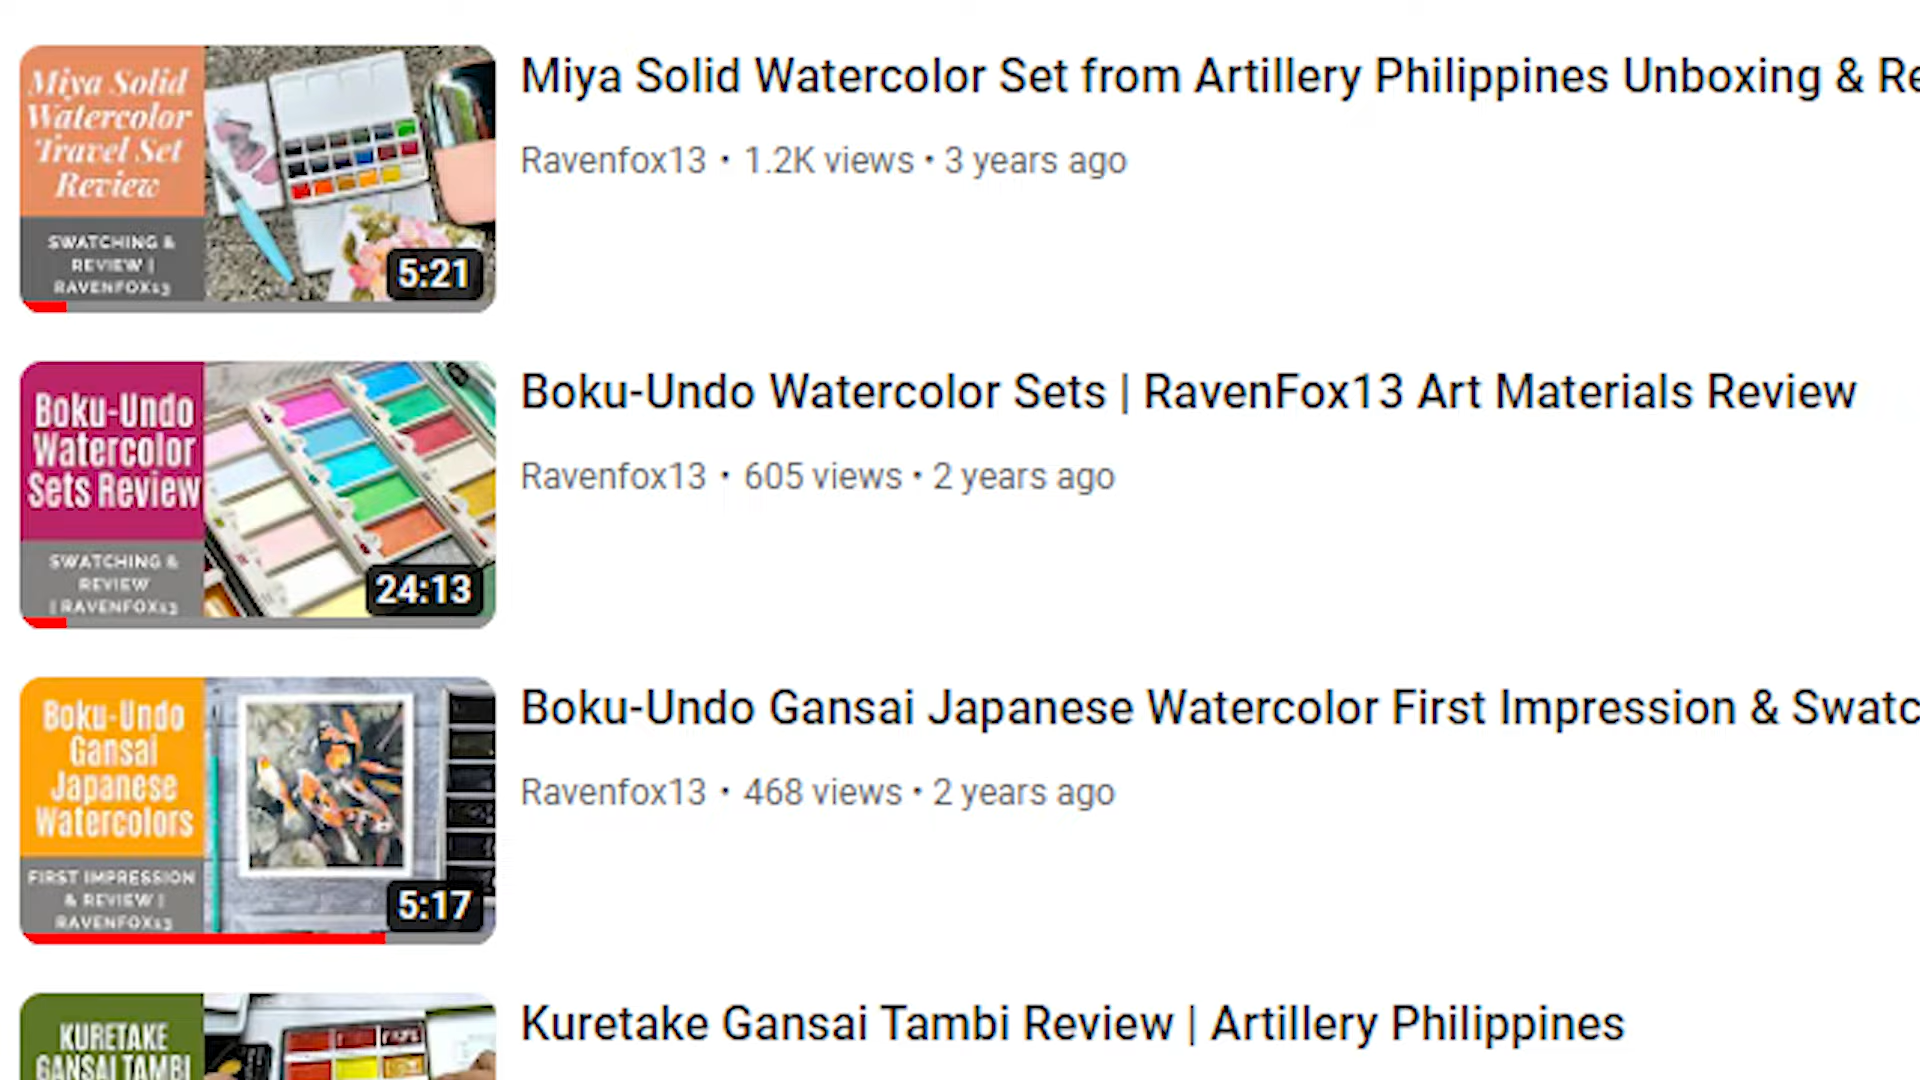 Miya Solid
Watercolor
Travel Set
Review
SWATCHING &
REVIEW |
RAVENFOX13
5:21
Miya Solid Watercolor Set from Artillery Philippines Unboxing & Re
Ravenfox13 • 1.2K views • 3 years ago
Boku-Undo
Watercolor
Sets Review
SWATCHING &
REVIEW
| RAVENFOX13
24:13
Boku-Undo Watercolor Sets | RavenFox13 Art Materials Review
Ravenfox13 • 605 views • 2 years ago
Boku-Undo
Gansai
Japanese
Watercolors
FIRST IMPRESSION
& REVIEW |
RAVENFOX13
5:17
Boku-Undo Gansai Japanese Watercolor First Impression & Swatc
Ravenfox13 • 468 views • 2 years ago
KURETAKE
GANSAI TAMBI
Kuretake Gansai Tambi Review | Artillery Philippines